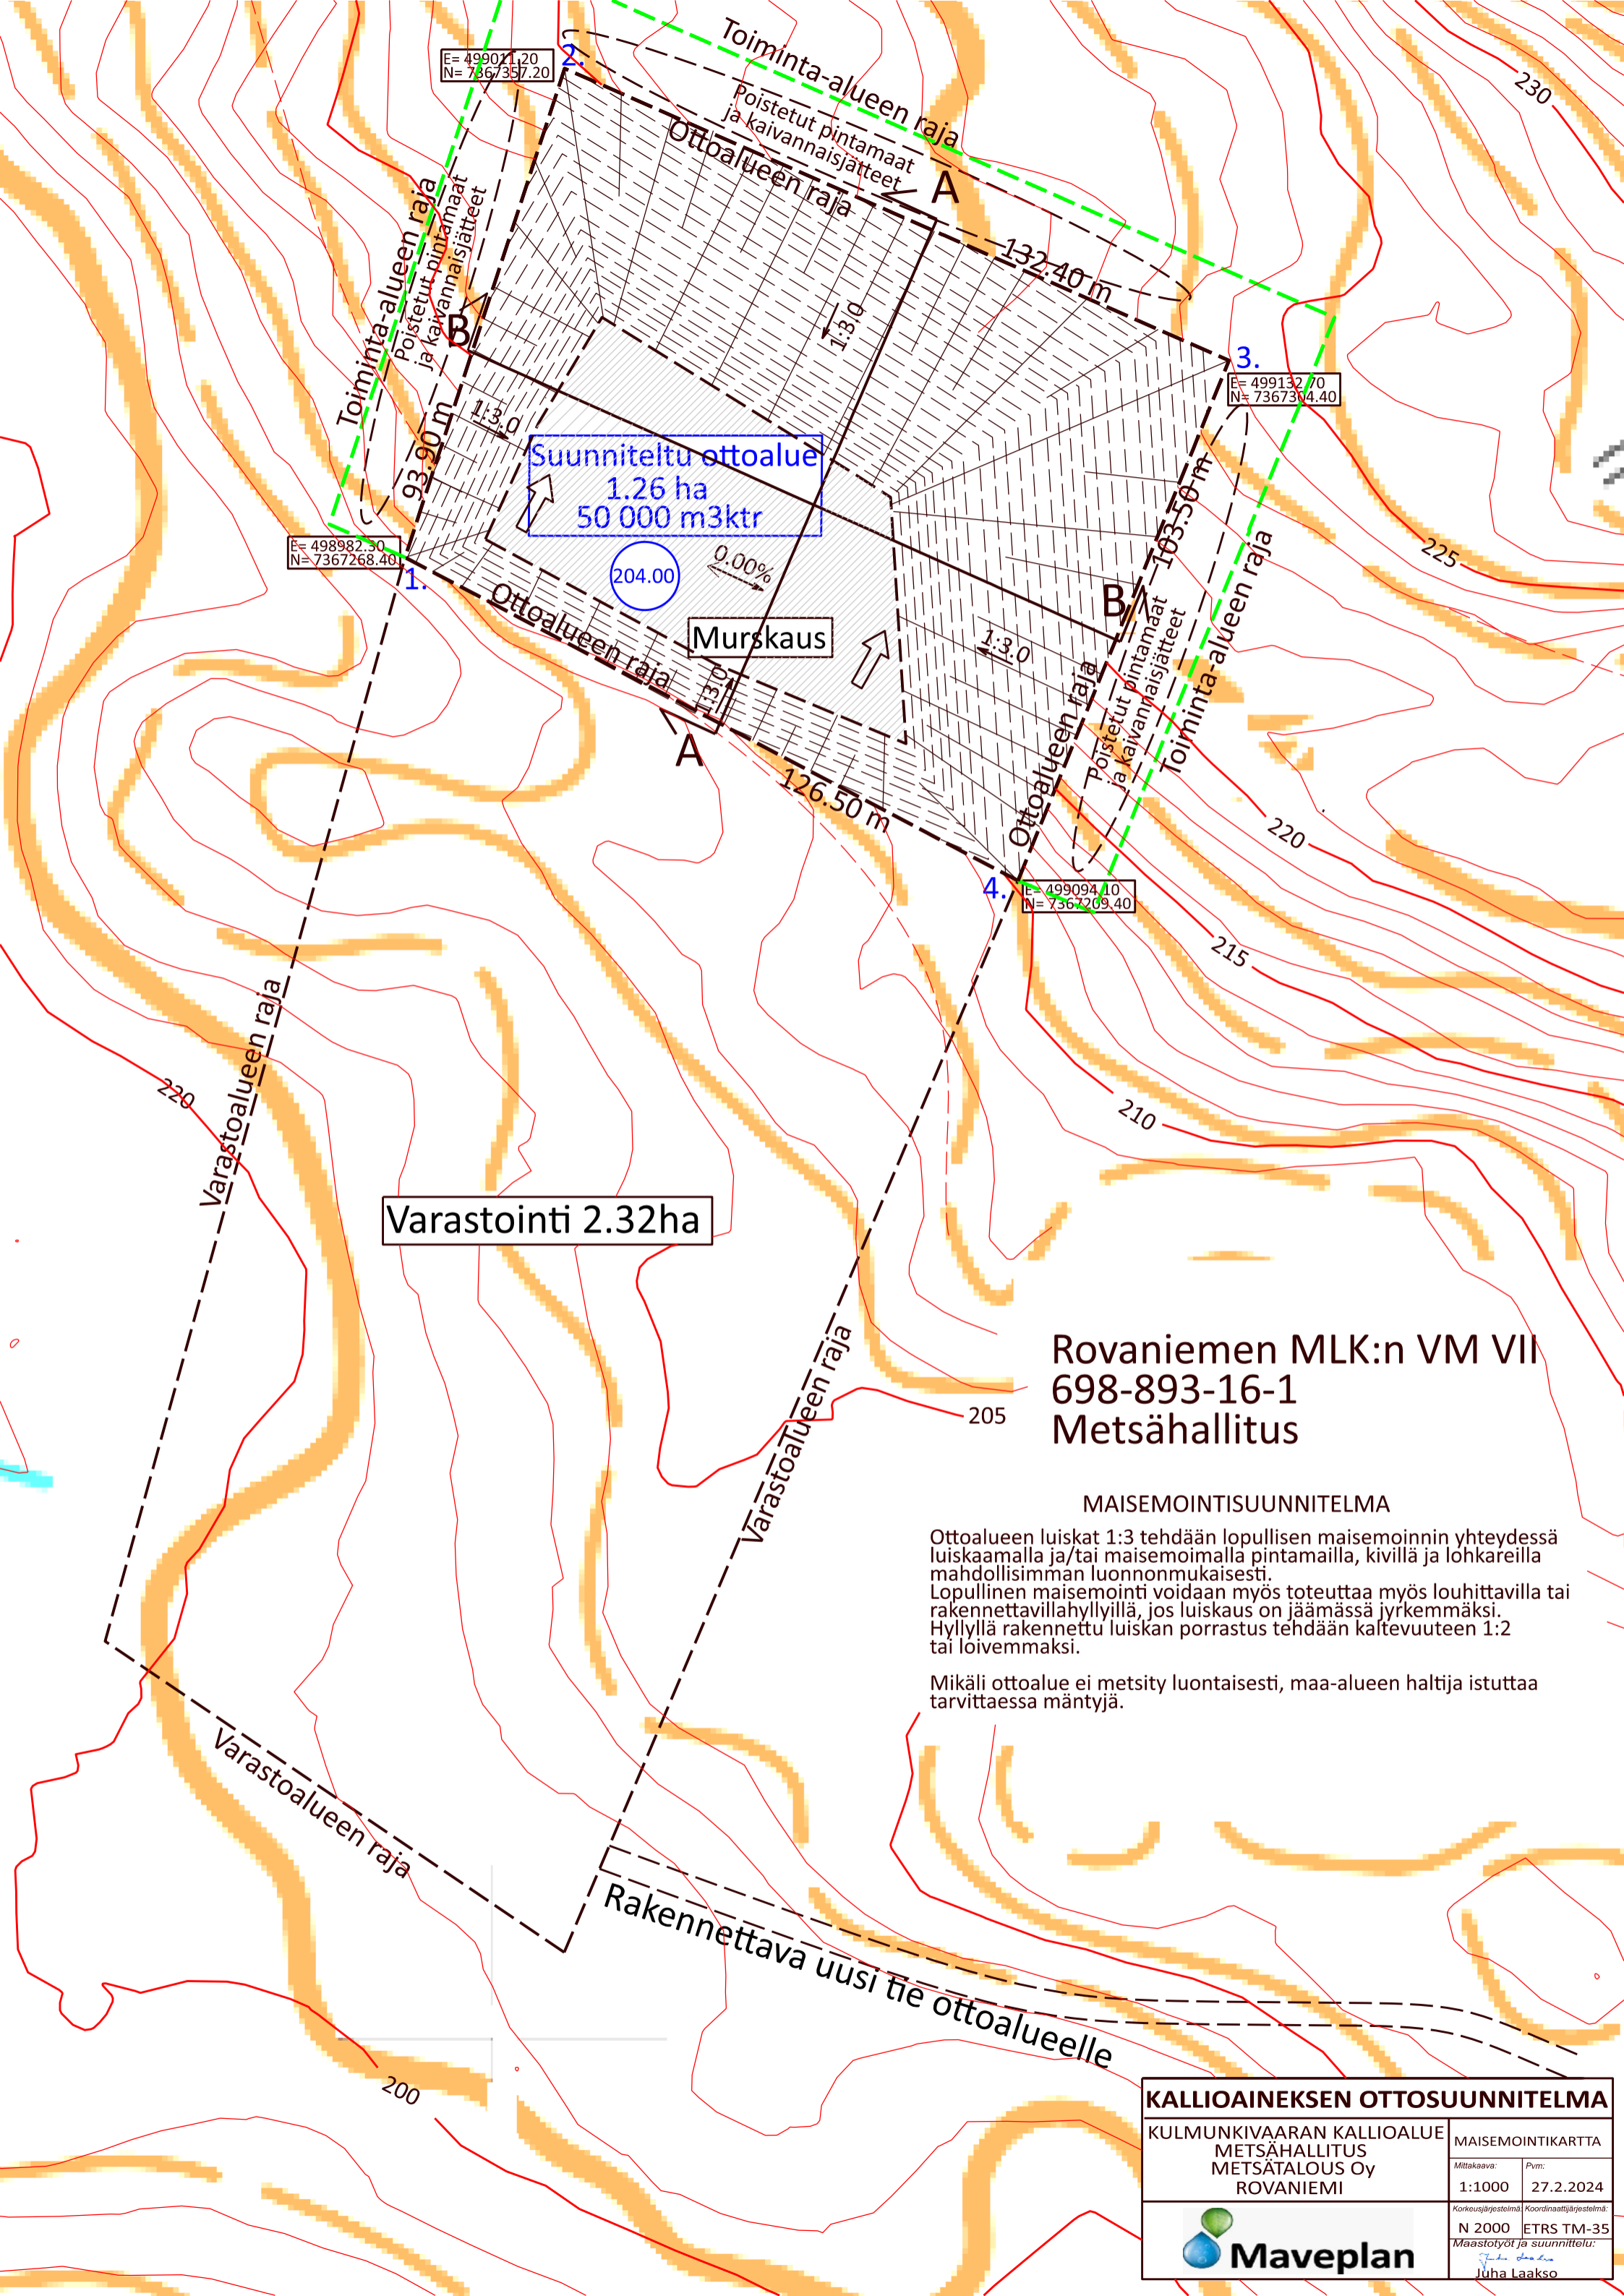 E= 499011.20
N= 7367357.20
2.
Toiminta-alueen raja
Poistetut pintamaat
ja kaivannaisjätteet
Ottoalueen raja
A
132.40 m
230
Toiminta-alueen raja
Poistetut pintamaat
ja kaivannaisjätteet
B
1:3.0
3.
E= 499132.70
N= 7367304.40
93.90 m
1:3.0
Suunniteltu ottoalue
1.26 ha
50 000 m3ktr
204.00
0.00%
103.50 m
225
E= 498982.30
N= 7367268.40
1.
Ottoalueen raja
Murskaus
1:3.0
A
B
1:3.0
Poistetut pintamaat
ja kaivannaisjätteet
Toiminta-alueen raja
Ottoalueen raja
126.50 m
220
4.
E= 499094.10
N= 7367209.40
215
Varastoalueen raja
220
210
Varastointi 2.32ha
Varastoalueen raja
205
Rovaniemen MLK:n VM VII
698-893-16-1
Metsähallitus
MAISEMOINTISUUNNITELMA
Ottoalueen luiskat 1:3 tehdään lopullisen maisemoinnin yhteydessä
luiskaamalla ja/tai maisemoimalla pintamailla, kivillä ja lohkareilla
mahdollisimman luonnonmukaisesti.
Lopullinen maisemointi voidaan myös toteuttaa myös louhittavilla tai
rakennettavillahyllyillä, jos luiskaus on jäämässä jyrkemmäksi.
Hyllyllä rakennettu luiskan porrastus tehdään kaltevuuteen 1:2
tai loivemmaksi.
Mikäli ottoalue ei metsity luontaisesti, maa-alueen haltija istuttaa
tarvittaessa mäntyjä.
Varastoalueen raja
Rakennettava uusi tie ottoalueelle
200
KALLIOAINEKSEN OTTOSUUNNITELMA
KULMUNKIVAARAN KALLIOALUE
METSÄHALLITUS
METSÄTALOUS Oy
ROVANIEMI
MAISEMOINTIKARTTA
Mittakaava:
Pvm:
1:1000
27.2.2024
Korkeusjärjestelmä:
Koordinaattijärjestelmä:
N 2000
ETRS TM-35
Maastotyöt ja suunnittelu:
Juha Laakso
Juha Laakso
Maveplan